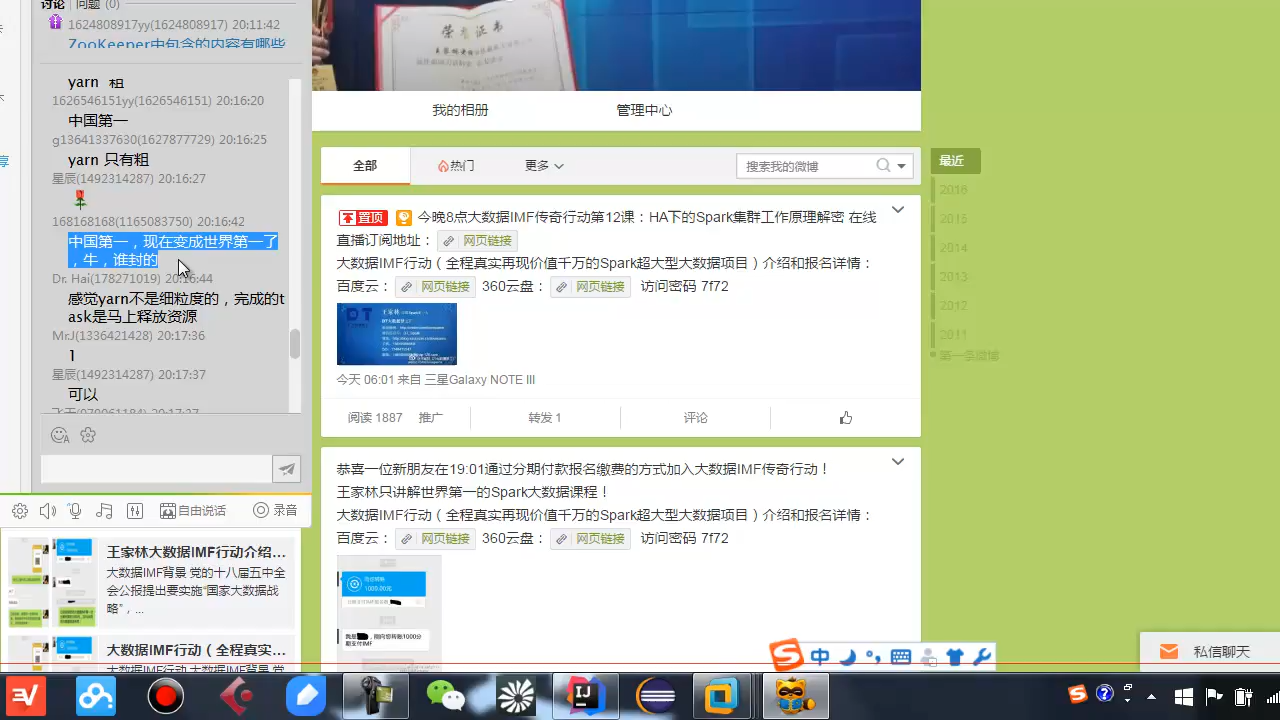 讨论 问题 (0)
1624808917yy(1624808917) 20:11:42
ZooKeeper中包含的内容有哪些
yarn 粗
1626546151yy(1626546151) 20:16:20
中国第一
g13641337630(1627877729) 20:16:25
yarn 只有粗
星辰(1499314287) 20:16:27
168168168(1165083750) 20:16:42
中国第一，现在变成世界第一了
，牛，谁封的
Dr. Hai(178271019) 20:16:44
感觉yarn不是细粒度的，完成的t
ask是马上释放资源
1
星辰(1499314287) 20:17:37
可以
自由说话
录音
王家林大数据IMF行动介绍...
大数据IMF背景 党的十八届五中全
大数据IMF行动（全程真实...
荣誉证书
我的相册
管理中心
全部
热门
更多
搜索我的微博
置顶 今晚8点大数据IMF传奇行动第12课：HA下的Spark集群工作原理解密 在线
直播订阅地址： 网页链接
大数据IMF行动（全程真实再现价值千万的Spark超大型大数据项目）介绍和报名详情：
百度云： 网页链接 360云盘： 网页链接 访问密码 7f72
今天 06:01 来自 三星Galaxy NOTE III
阅读 1887 推广
转发 1
评论
恭喜一位新朋友在19:01通过分期付款报名缴费的方式加入大数据IMF传奇行动！
王家林只讲解世界第一的Spark大数据课程！
大数据IMF行动（全程真实再现价值千万的Spark超大型大数据项目）介绍和报名详情：
百度云： 网页链接 360云盘： 网页链接 访问密码 7f72
最近
2016
2015
2014
2013
2012
2011
第一条微博
中
私信聊天